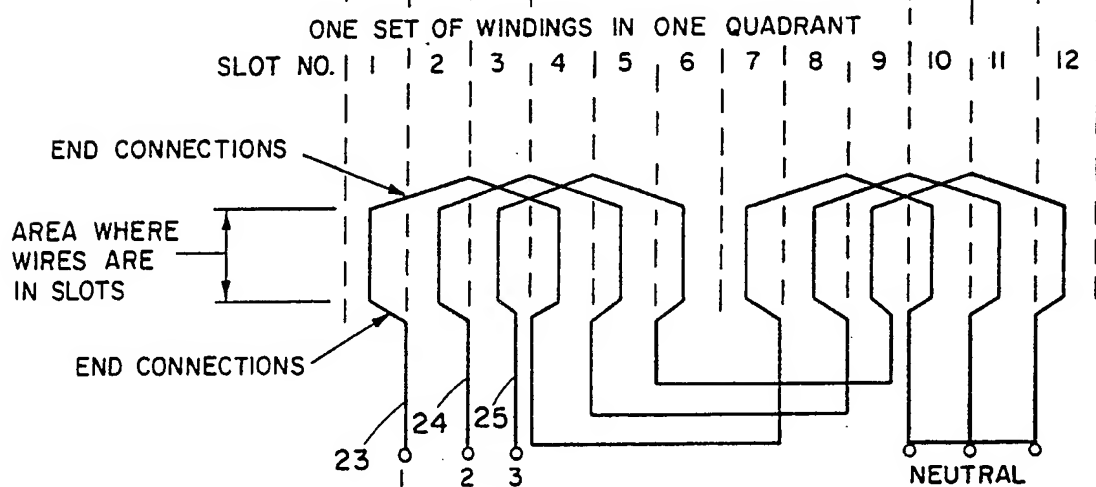 ONE SET OF WINDINGS IN ONE QUADRANT
SLOT NO. 1 2 3 4 5 6 7 8 9 10 11 12
END CONNECTIONS
AREA WHERE
WIRES ARE
IN SLOTS
END CONNECTIONS
23 24 25
1 2 3
NEUTRAL